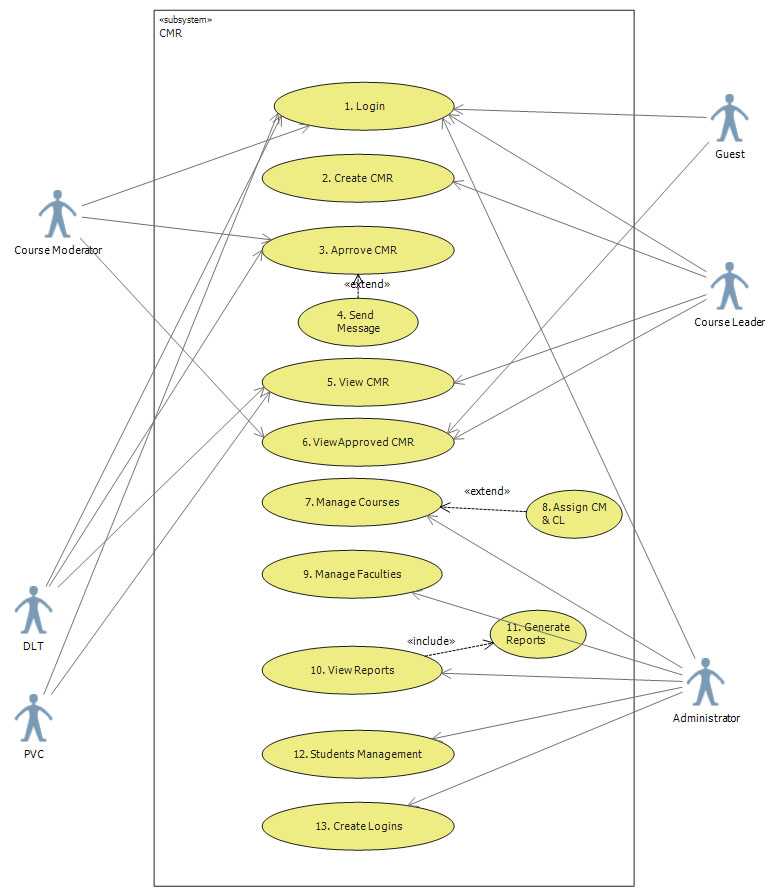 «subsystem»
CMR
1. Login
Guest
2. Create CMR
Course Moderator
3. Aprrove CMR
«extend»
4. Send
Message
Course Leader
5. View CMR
6. View Approved CMR
«extend»
7. Manage Courses
8. Assign CM
& CL
9. Manage Faculties
11. Generate
Reports
«include»
DLT
10. View Reports
Administrator
PVC
12. Students Management
13. Create Logins